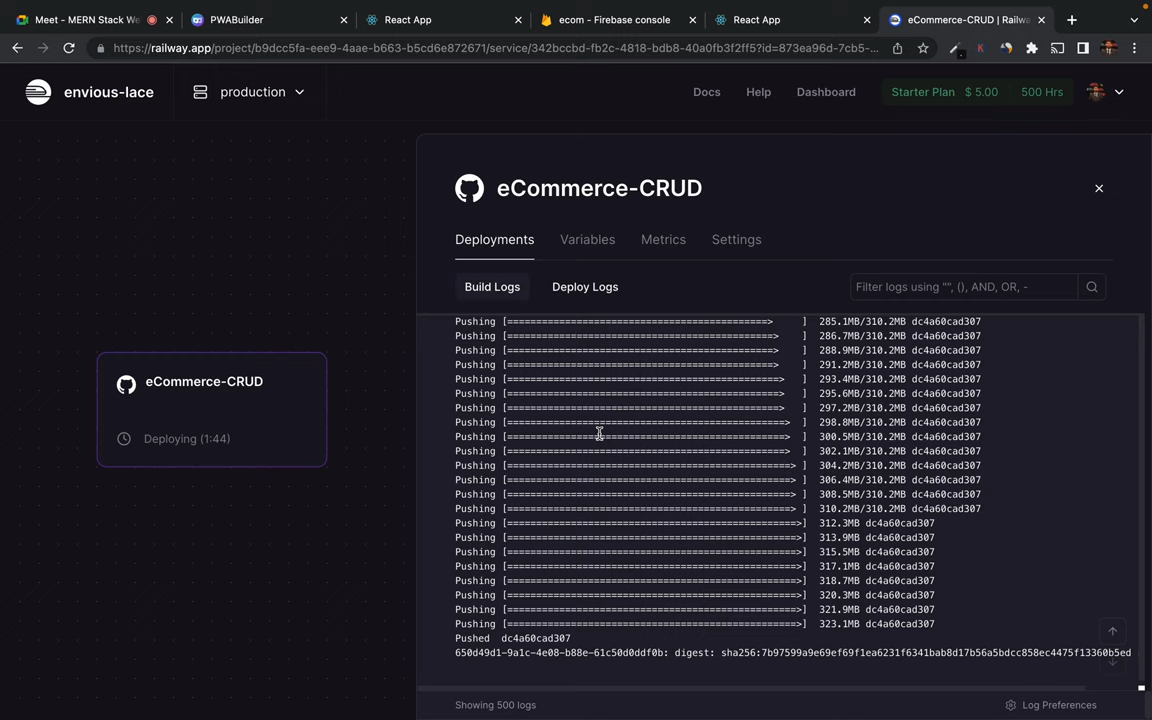 Meet - MERN Stack We
PWABuilder
React App
ecom - Firebase console
React App
eCommerce-CRUD | Railwa
https://railway.app/project/b9dcc5fa-eee9-4aae-b663-b5cd6e872671/service/342bccbd-fb2c-4818-bdb8-40a0fb3f2ff5?id=873ea96d-7cb5-...
K
envious-lace
production
Docs
Help
Dashboard
Starter Plan $ 5.00 500 Hrs
eCommerce-CRUD
Deployments
Variables
Metrics
Settings
Build Logs
Deploy Logs
Filter logs using "", (), AND, OR, -
eCommerce-CRUD
Deploying (1:44)
Pushing [=============================================> ] 285.1MB/310.2MB dc4a60cad307
Pushing [==============================================> ] 286.7MB/310.2MB dc4a60cad307
Pushing [==============================================> ] 288.9MB/310.2MB dc4a60cad307
Pushing [==============================================> ] 291.2MB/310.2MB dc4a60cad307
Pushing [===============================================> ] 293.4MB/310.2MB dc4a60cad307
Pushing [===============================================> ] 295.6MB/310.2MB dc4a60cad307
Pushing [===============================================> ] 297.2MB/310.2MB dc4a60cad307
Pushing [================================================> ] 298.8MB/310.2MB dc4a60cad307
Pushing [================================================> ] 300.5MB/310.2MB dc4a60cad307
Pushing [================================================> ] 302.1MB/310.2MB dc4a60cad307
Pushing [=================================================> ] 304.2MB/310.2MB dc4a60cad307
Pushing [=================================================> ] 306.4MB/310.2MB dc4a60cad307
Pushing [=================================================> ] 308.5MB/310.2MB dc4a60cad307
Pushing [=================================================> ] 310.2MB/310.2MB dc4a60cad307
Pushing [==================================================>] 312.3MB dc4a60cad307
Pushing [==================================================>] 313.9MB dc4a60cad307
Pushing [==================================================>] 315.5MB dc4a60cad307
Pushing [==================================================>] 317.1MB dc4a60cad307
Pushing [==================================================>] 318.7MB dc4a60cad307
Pushing [==================================================>] 320.3MB dc4a60cad307
Pushing [==================================================>] 321.9MB dc4a60cad307
Pushing [==================================================>] 323.1MB dc4a60cad307
Pushed dc4a60cad307
650d49d1-9a1c-4e08-b88e-61c50d0ddf0b: digest: sha256:7b97599a9e69ef69f1ea6231f6341bab8d17b56a5bdcc858ec4475f13360b5ed
Showing 500 logs
Log Preferences